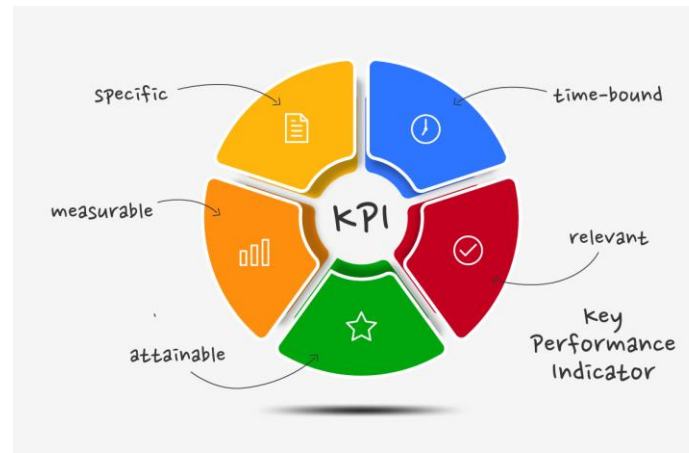 specific
time-bound
measurable
KPI
relevant
attainable
Key
Performance
Indicator